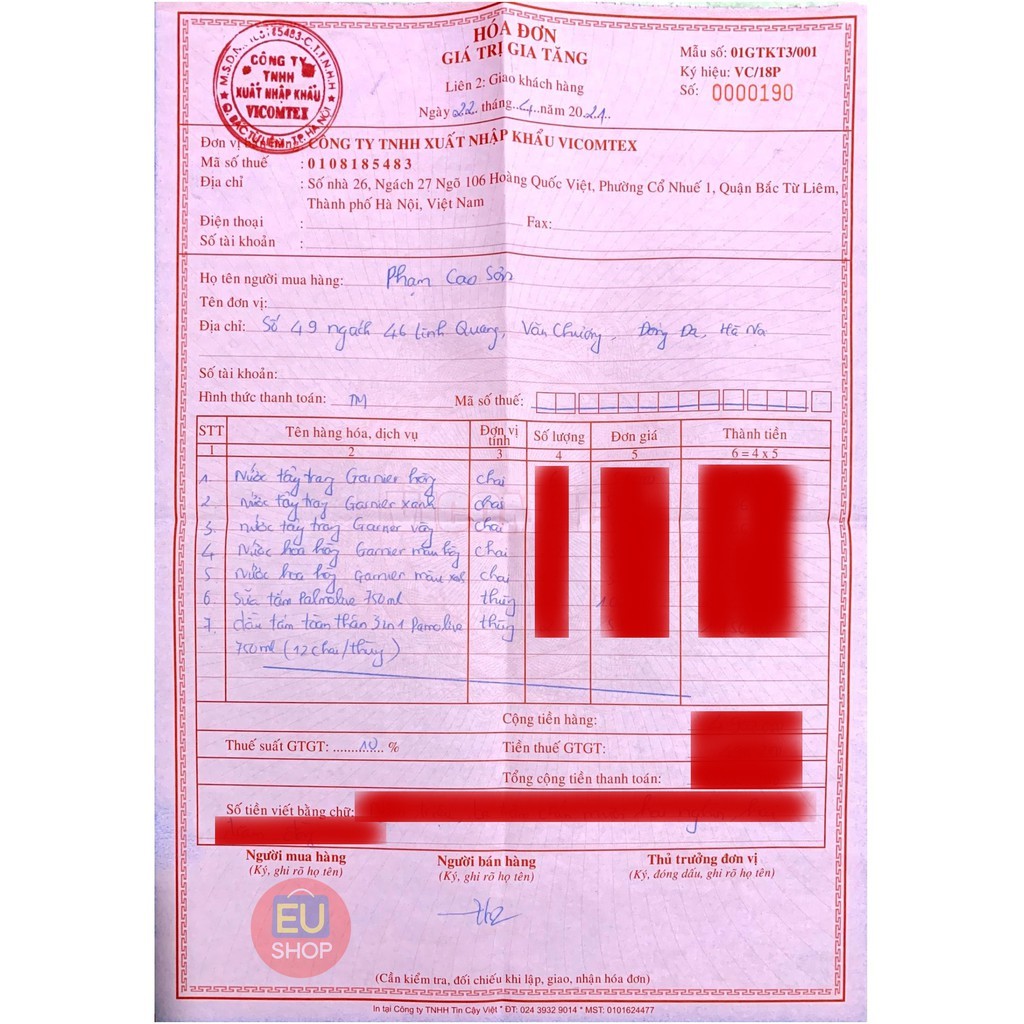 HÓA ĐƠN
GIÁ TRỊ GIA TĂNG
Liên 2: Giao khách hàng
Ngày 22 tháng 4 năm 2021
Mẫu số: 01GTKT3/001
Ký hiệu: VC/18P
Số: 0000190
CÔNG TY
TNHH
XUẤT NHẬP KHẨU
VICOMTEX
Q. BẮC TỪ LIÊM - TP. HÀ NỘI
Đơn vị CÔNG TY TNHH XUẤT NHẬP KHẨU VICOMTEX
Mã số thuế : 0108185483
Địa chỉ : Số nhà 26, Ngách 27 Ngõ 106 Hoàng Quốc Việt, Phường Cổ Nhuế 1, Quận Bắc Từ Liêm,
Thành phố Hà Nội, Việt Nam
Điện thoại : Fax:
Số tài khoản :
Họ tên người mua hàng: Phạm Cao Sơn
Tên đơn vị:
Địa chỉ: Số 49 ngách 46 Linh Quang, Văn Chương, Đống Đa, Hà Nội
Số tài khoản:
Hình thức thanh toán: TM Mã số thuế:
STT Tên hàng hóa, dịch vụ Đơn vị tính Số lượng Đơn giá Thành tiền
1 2 3 4 5 6 = 4 x 5
1. Nước tẩy trang Garnier hồng chai
2 nước tẩy trang Garnier xanh chai
3 nước tẩy trang Garner vàng chai
4 Nước hoa hồng Garnier màu hồng chai
5 Nước hoa hồng Garnier màu xanh chai
6 Sữa tắm Palmolive 750ml thùng
7. dầu tắm toàn thân 3in1 Pamolive thùng
750ml (12 chai/thùng)
Cộng tiền hàng:
Thuế suất GTGT: 10 % Tiền thuế GTGT:
Tổng cộng tiền thanh toán:
Số tiền viết bằng chữ:
Người mua hàng Người bán hàng Thủ trưởng đơn vị
(Ký, ghi rõ họ tên) (Ký, ghi rõ họ tên) (Ký, đóng dấu, ghi rõ họ tên)
EU
SHOP
(Cần kiểm tra, đối chiếu khi lập, giao, nhận hóa đơn)
In tại Công ty TNHH Tin Cậy Việt * ĐT: 024 3932 9014 * MST: 0101624477